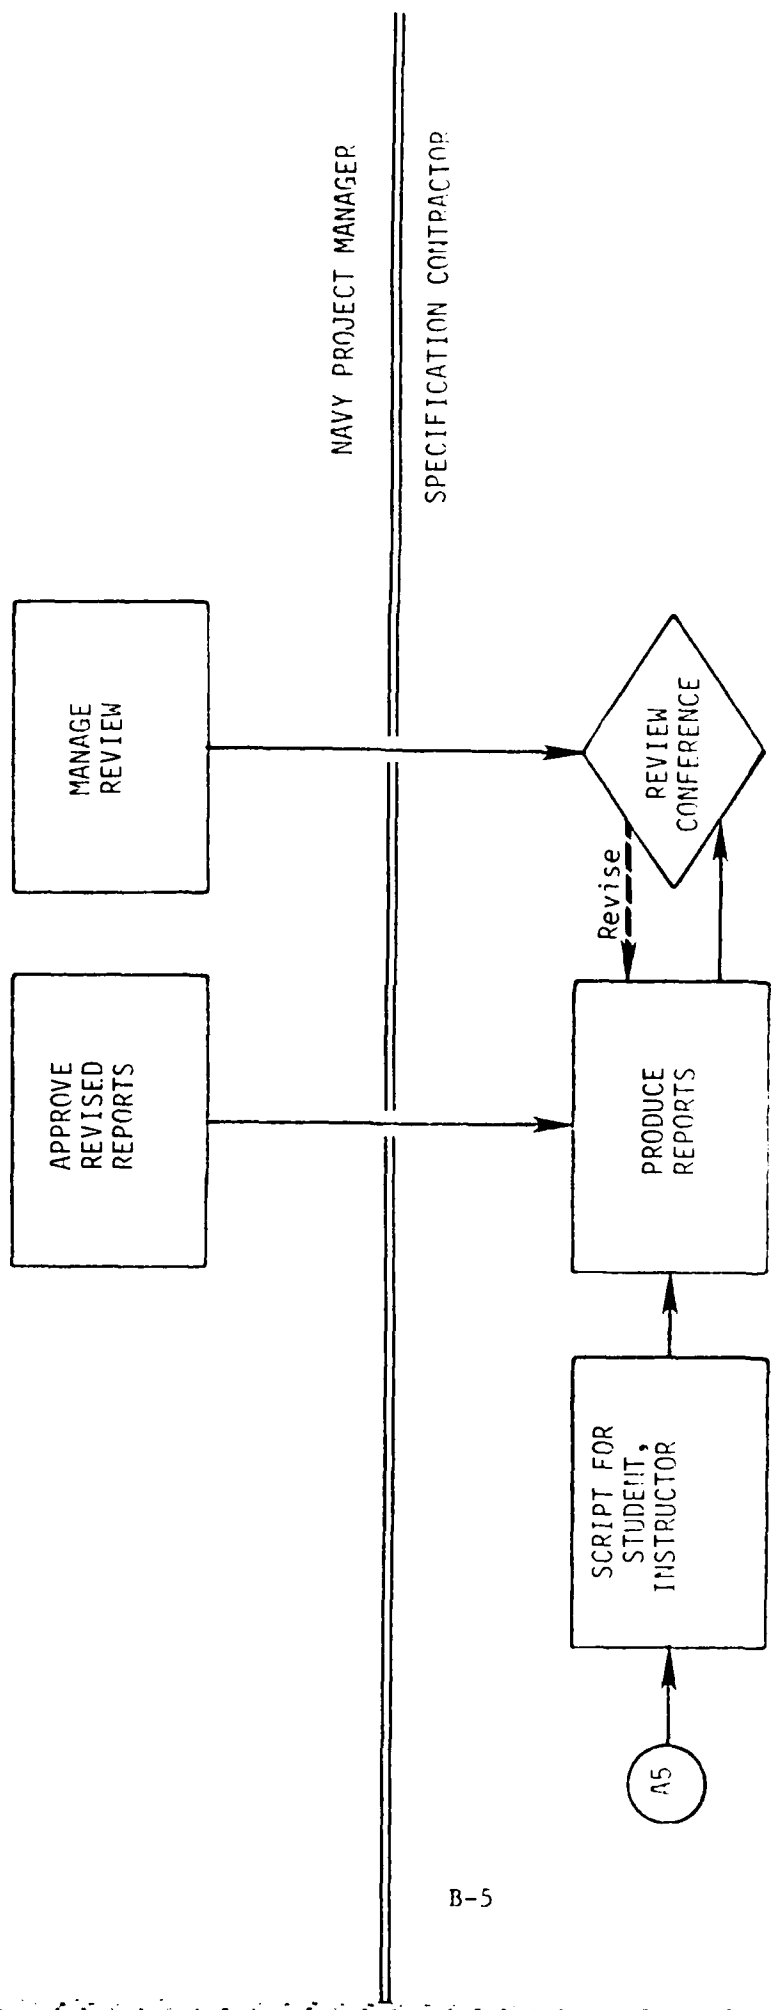 NAVY PROJECT MANAGER
SPECIFICATION CONTRACTOR
APPROVE
REVISED
REPORTS
MANAGE
REVIEW
A5
SCRIPT FOR
STUDENT,
INSTRUCTOR
PRODUCE
REPORTS
Revise
REVIEW
CONFERENCE
B-5